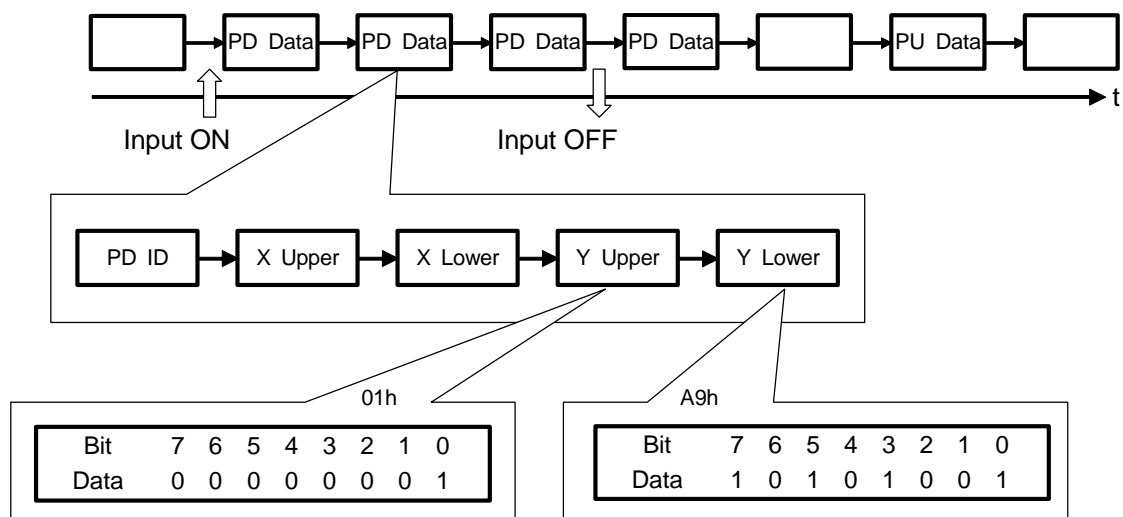 PD Data PD Data PD Data PD Data PU Data
t
Input ON Input OFF
PD ID X Upper X Lower Y Upper Y Lower
01h A9h
Bit 7 6 5 4 3 2 1 0 Bit 7 6 5 4 3 2 1 0
Data 0 0 0 0 0 0 0 1 Data 1 0 1 0 1 0 0 1